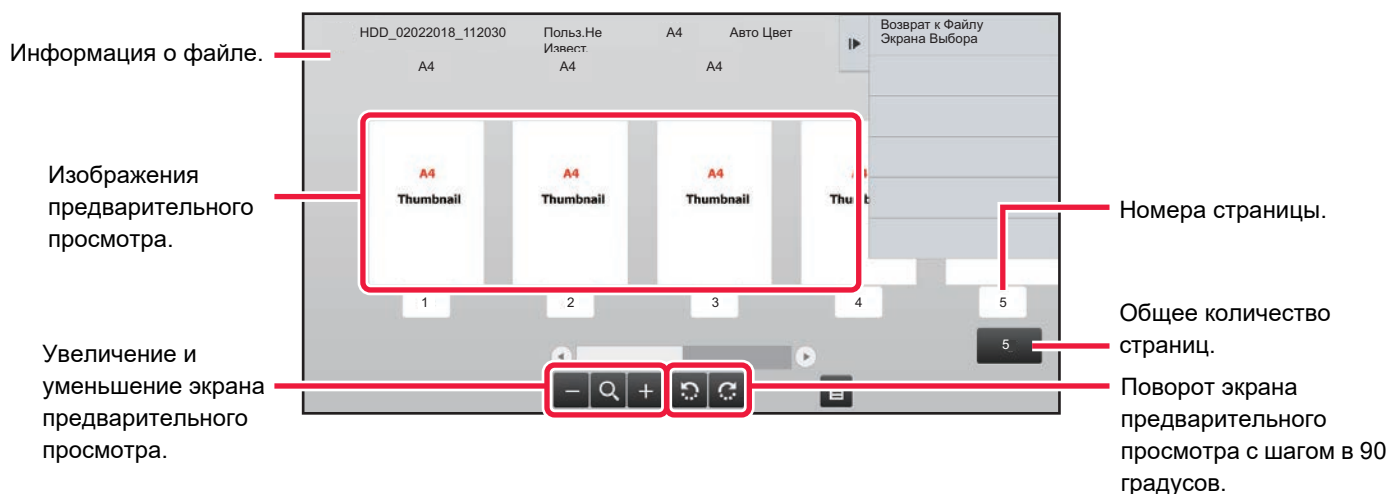 HDD_02022018_112030 Польз.Не Авто Цвет A4
Извест.
Возврат к Файлу
Экрана Выбора
Информация о файле.
A4 A4 A4
A4 A4 A4
Thumbnail Thumbnail Thumbnail
Изображения
предварительного
просмотра.
Номера страницы.
1 2 3 4 5
5
Общее количество
страниц.
Увеличение и
уменьшение экрана
предварительного
просмотра.
Поворот экрана
предварительного
просмотра с шагом в 90
градусов.